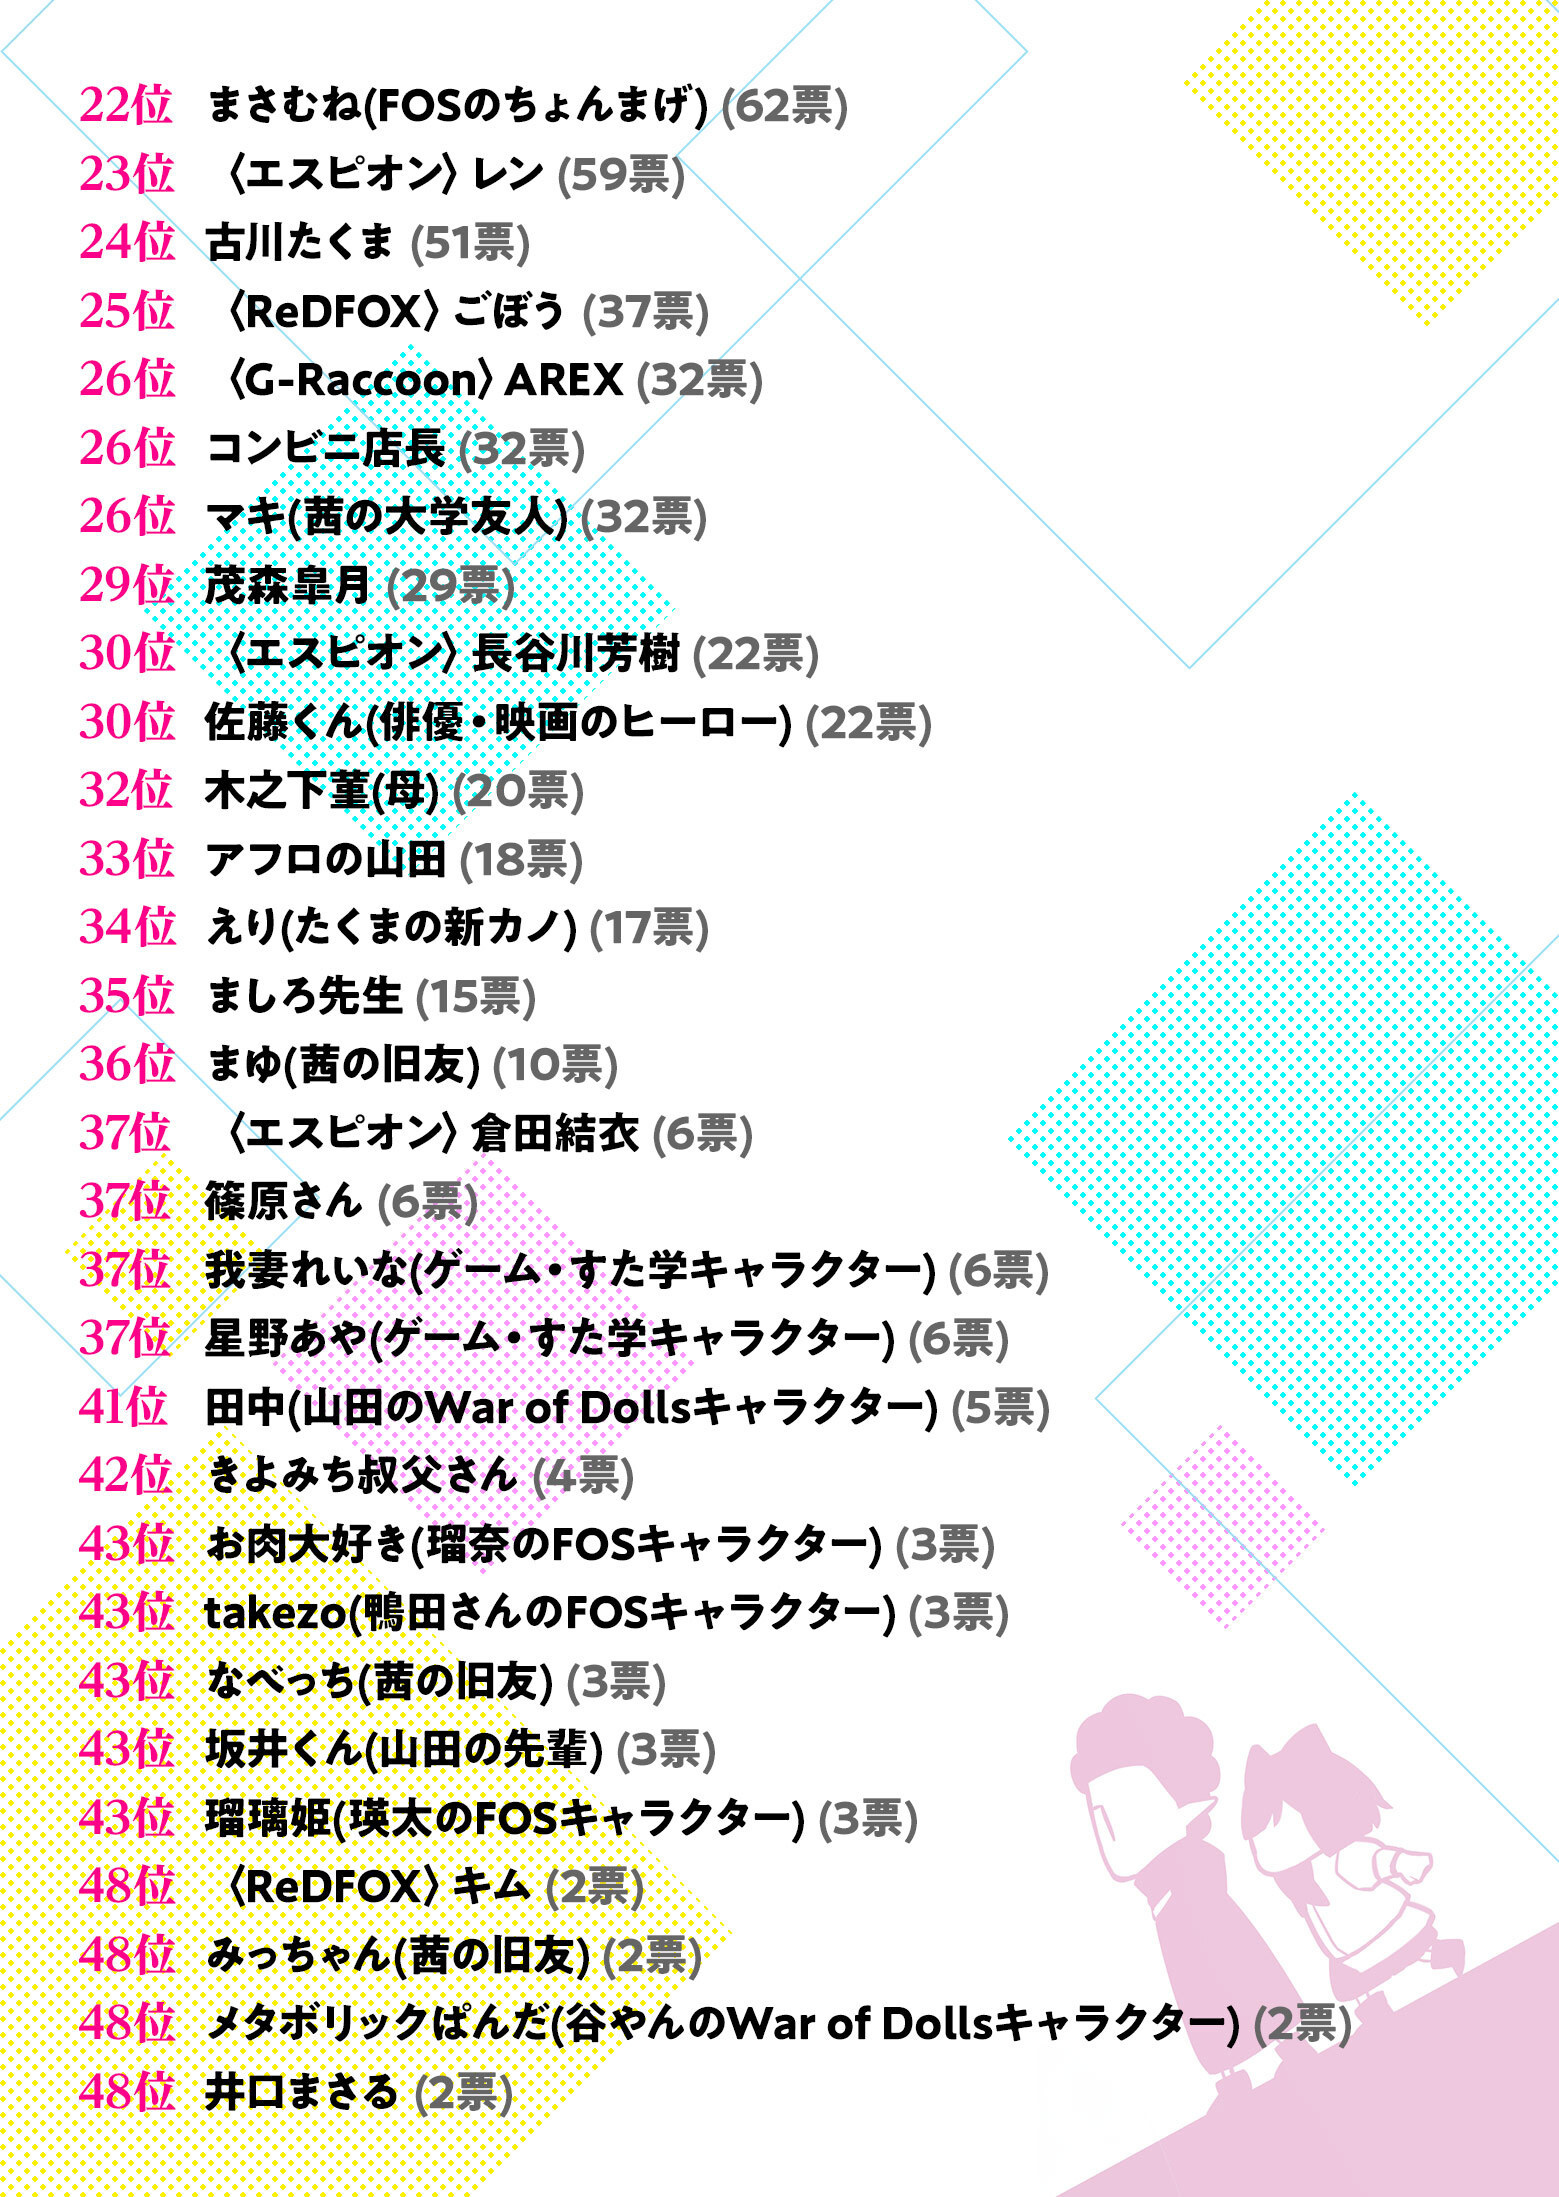 22位 まさむね(FOSのちょんまげ) (62票)
23位 〈エスピオン〉レン (59票)
24位 古川たくま (51票)
25位 〈ReDFOX〉ごぼう (37票)
26位 〈G-Raccoon〉AREX (32票)
26位 コンビニ店長 (32票)
26位 マキ(茜の大学友人) (32票)
29位 茂森皐月 (29票)
30位 〈エスピオン〉長谷川芳樹 (22票)
30位 佐藤くん(俳優・映画のヒーロー) (22票)
32位 木之下菫(母) (20票)
33位 アフロの山田 (18票)
34位 えり(たくまの新カノ) (17票)
35位 ましろ先生 (15票)
36位 まゆ(茜の旧友) (10票)
37位 〈エスピオン〉倉田結衣 (6票)
37位 篠原さん (6票)
37位 我妻れいな(ゲーム・すた学キャラクター) (6票)
37位 星野あや(ゲーム・すた学キャラクター) (6票)
41位 田中(山田のWar of Dollsキャラクター) (5票)
42位 きよみち叔父さん (4票)
43位 お肉大好き(瑠奈のFOSキャラクター) (3票)
43位 takezo(鴨田さんのFOSキャラクター) (3票)
43位 なべっち(茜の旧友) (3票)
43位 坂井くん(山田の先輩) (3票)
43位 瑠璃姫(瑛太のFOSキャラクター) (3票)
48位 〈ReDFOX〉キム (2票)
48位 みっちゃん(茜の旧友) (2票)
48位 メタボリックぱんだ(谷やんのWar of Dollsキャラクター) (2票)
48位 井口まさる (2票)